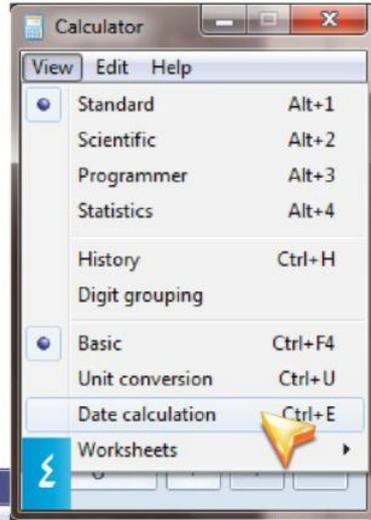 Calculator
View Edit Help
Standard Alt+1
Scientific Alt+2
Programmer Alt+3
Statistics Alt+4
History Ctrl+H
Digit grouping
Basic Ctrl+F4
Unit conversion Ctrl+U
Date calculation Ctrl+E
Worksheets
٤